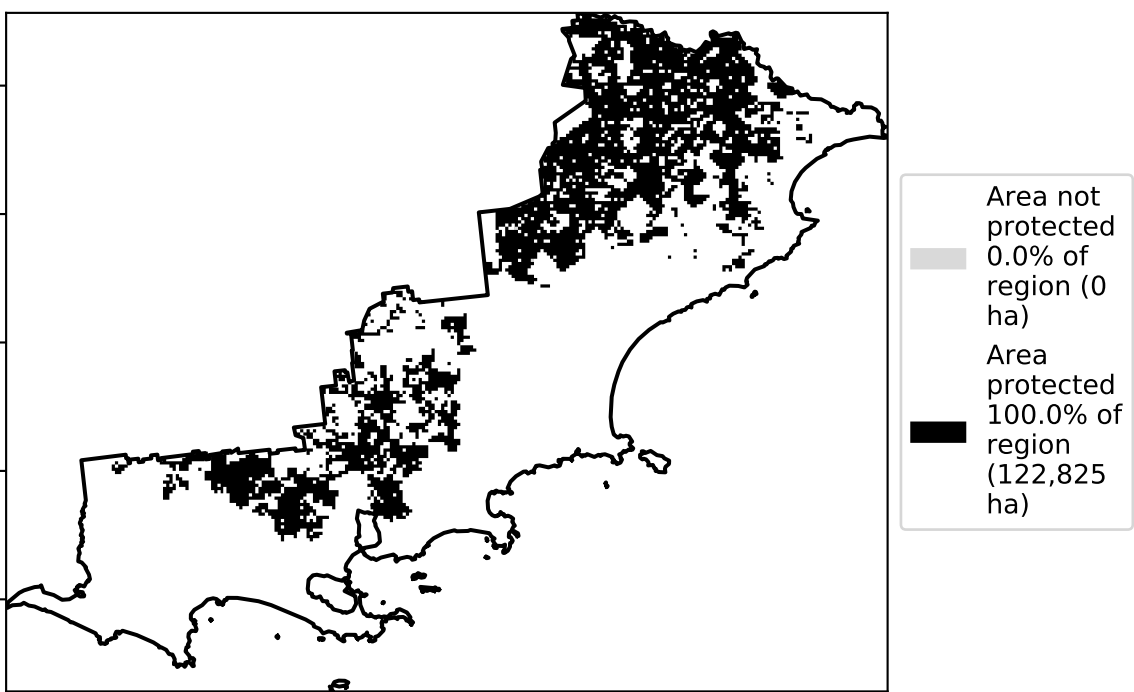 Area not
protected
0.0% of
region (0
ha)
Area
protected
100.0% of
region
(122,825
ha)